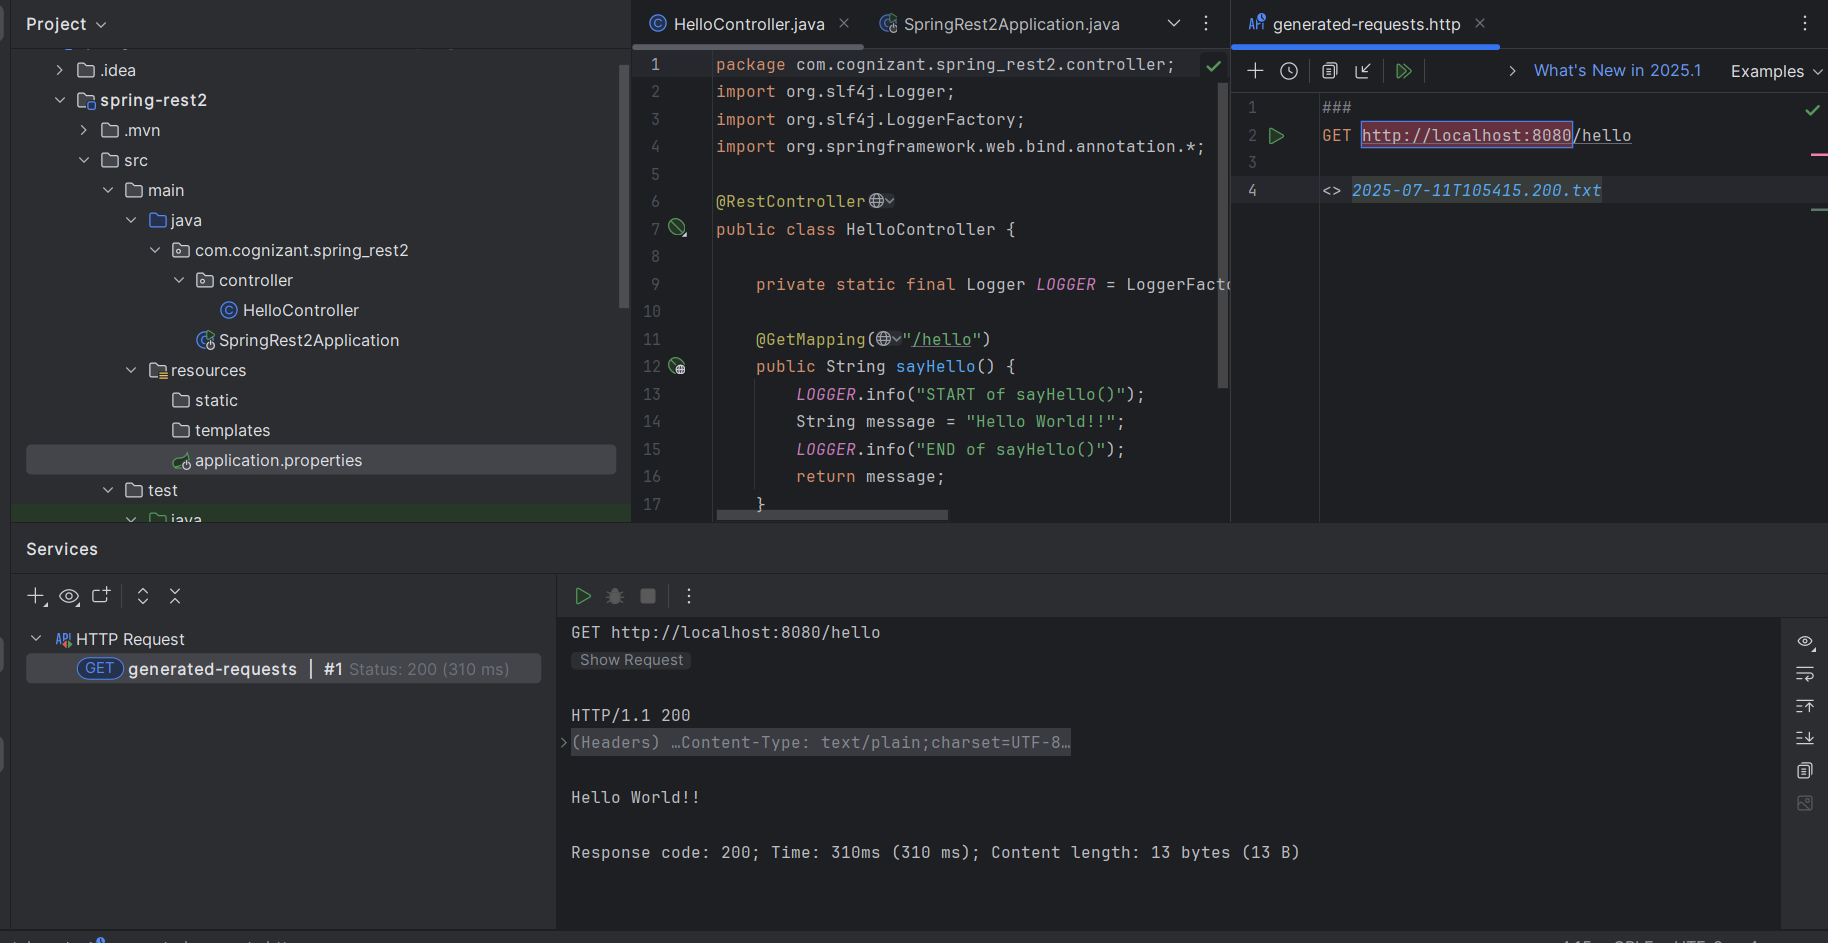 Project
.idea
spring-rest2
.mvn
src
main
java
com.cognizant.spring_rest2
controller
HelloController
SpringRest2Application
resources
static
templates
application.properties
test
java
HelloController.java
SpringRest2Application.java
1 package com.cognizant.spring_rest2.controller;
2 import org.slf4j.Logger;
3 import org.slf4j.LoggerFactory;
4 import org.springframework.web.bind.annotation.*;
5
6 @RestController
7 public class HelloController {
8
9 private static final Logger LOGGER = LoggerFacto
10
11 @GetMapping("/hello")
12 public String sayHello() {
13 LOGGER.info("START of sayHello()");
14 String message = "Hello World!!";
15 LOGGER.info("END of sayHello()");
16 return message;
17 }
API generated-requests.http
What's New in 2025.1 Examples
1 ###
2 GET http://localhost:8080/hello
3
4 <> 2025-07-11T105415.200.txt
Services
API HTTP Request
GET generated-requests | #1 Status: 200 (310 ms)
GET http://localhost:8080/hello
Show Request
HTTP/1.1 200
(Headers) …Content-Type: text/plain;charset=UTF-8…
Hello World!!
Response code: 200; Time: 310ms (310 ms); Content length: 13 bytes (13 B)